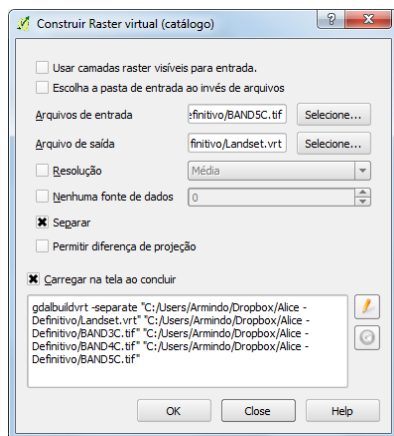 Construir Raster virtual (catálogo)
Usar camadas raster visíveis para entrada.
Escolha a pasta de entrada ao invés de arquivos
Arquivos de entrada
efinitivo/BAND5C.tif
Selecione...
Arquivo de saída
finitivo/Landset.vrt
Selecione...
Resolução
Média
Nenhuma fonte de dados
0
Separar
Permitir diferença de projeção
Carregar na tela ao concluir
gdalbuildvrt -separate "C:/Users/Armindo/Dropbox/Alice -
Definitivo/Landset.vrt" "C:/Users/Armindo/Dropbox/Alice -
Definitivo/BAND3C.tif" "C:/Users/Armindo/Dropbox/Alice -
Definitivo/BAND4C.tif" "C:/Users/Armindo/Dropbox/Alice -
Definitivo/BAND5C.tif"
OK
Close
Help